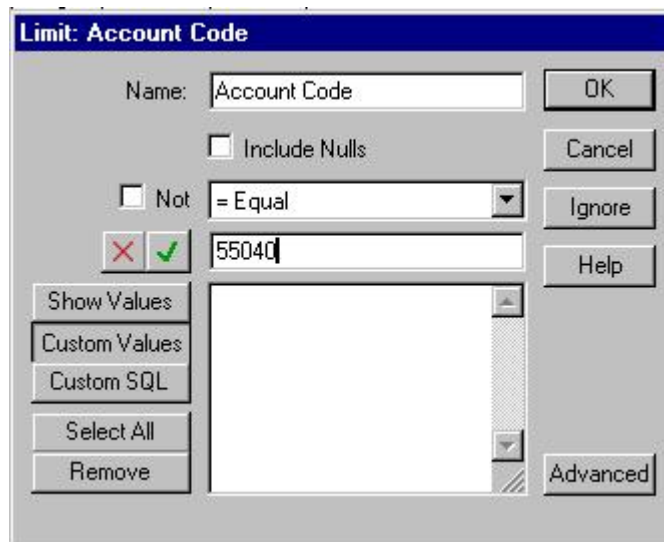 Limit: Account Code
Name: Account Code OK
Include Nulls Cancel
Not = Equal Ignore
55040 Help
Show Values
Custom Values
Custom SQL
Select All
Remove Advanced